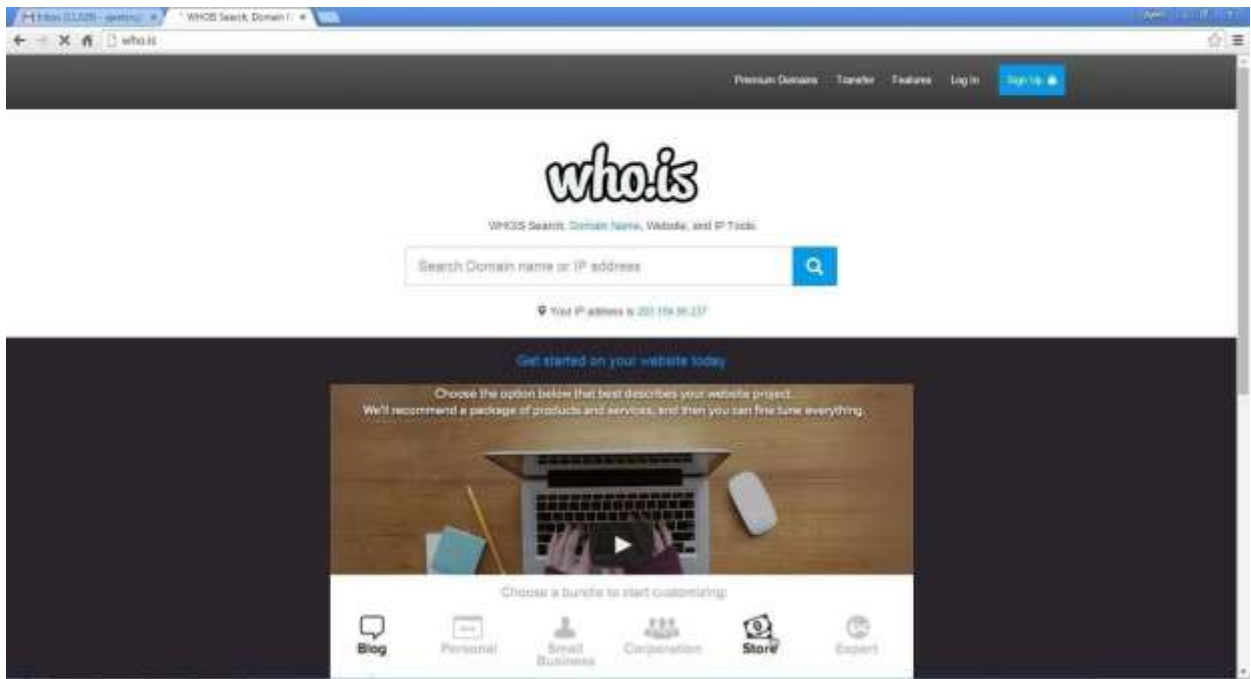 WHOIS Search, Domain
who.is
Premium Domains Transfer Features Log In Sign Up
who.is
WHOIS Search, Domain Name, Website, and IP Tools
Search Domain name or IP address
Your IP address is
Get started on your website today
Choose the option below that best describes your website project.
We'll recommend a package of products and services, and then you can fine tune everything.
Choose a bundle to start customizing:
Blog Personal Small Business Corporation Store Expert